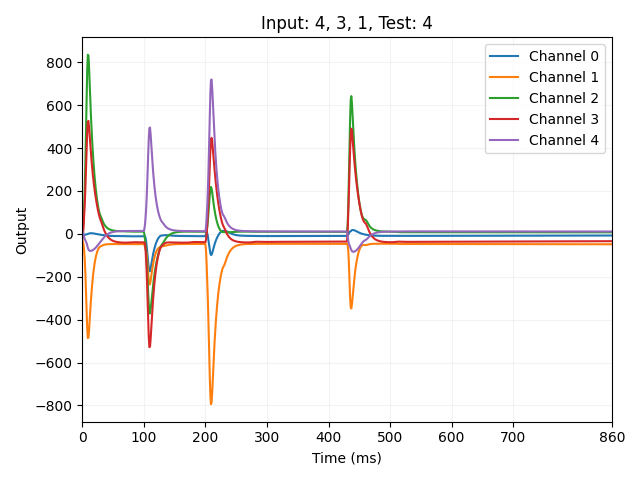 Input: 4, 3, 1, Test: 4
Channel 0
Channel 1
Channel 2
Channel 3
Channel 4
800
600
400
200
0
−200
−400
−600
−800
Output
0 100 200 300 400 500 600 700 860
Time (ms)